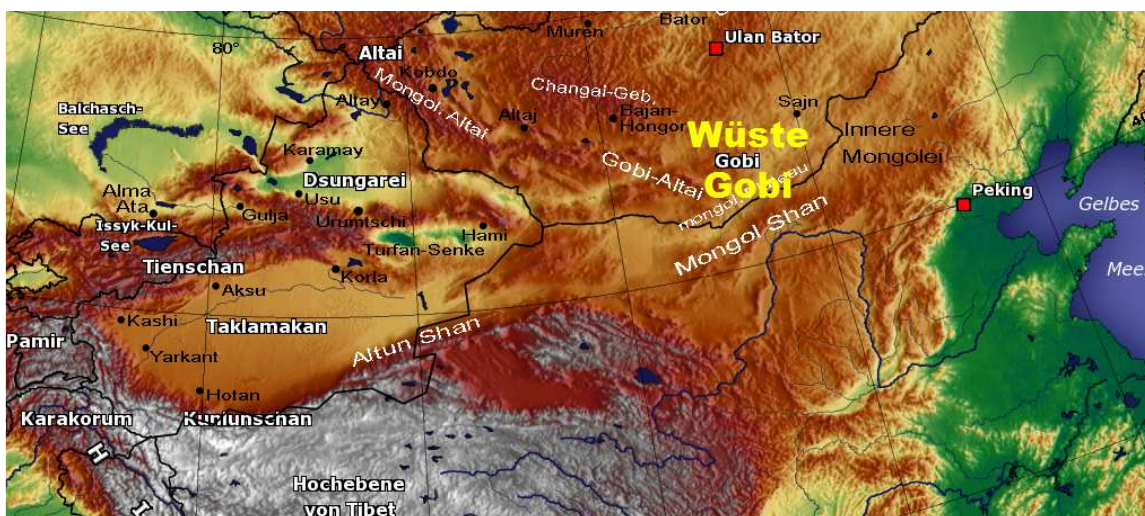 Bator
Muren
Ulan Bator
80°
Altai
Kobdo
Mongol. Altai
Changai-Geb.
Altay
Altaj
Bajan-
Hongor
Sajn
Balchasch-
See
Wüste
Gobi
Gobi
Innere
Mongolei
Karamay
Dsungarei
Gobi-Altai
mongol.
Usu
Alma
Ata
Gulja
Urumtschi
Peking
Gelbes
Meer
Issyk-Kul-
See
Hami
Turfan-Senke
Mongol Shan
Tienschan
Korla
Aksu
Kashi
Taklamakan
Altun Shan
Pamir
Yarkant
Hotan
Karakorum
Kunlunschan
H
I
Hochebene
von Tibet